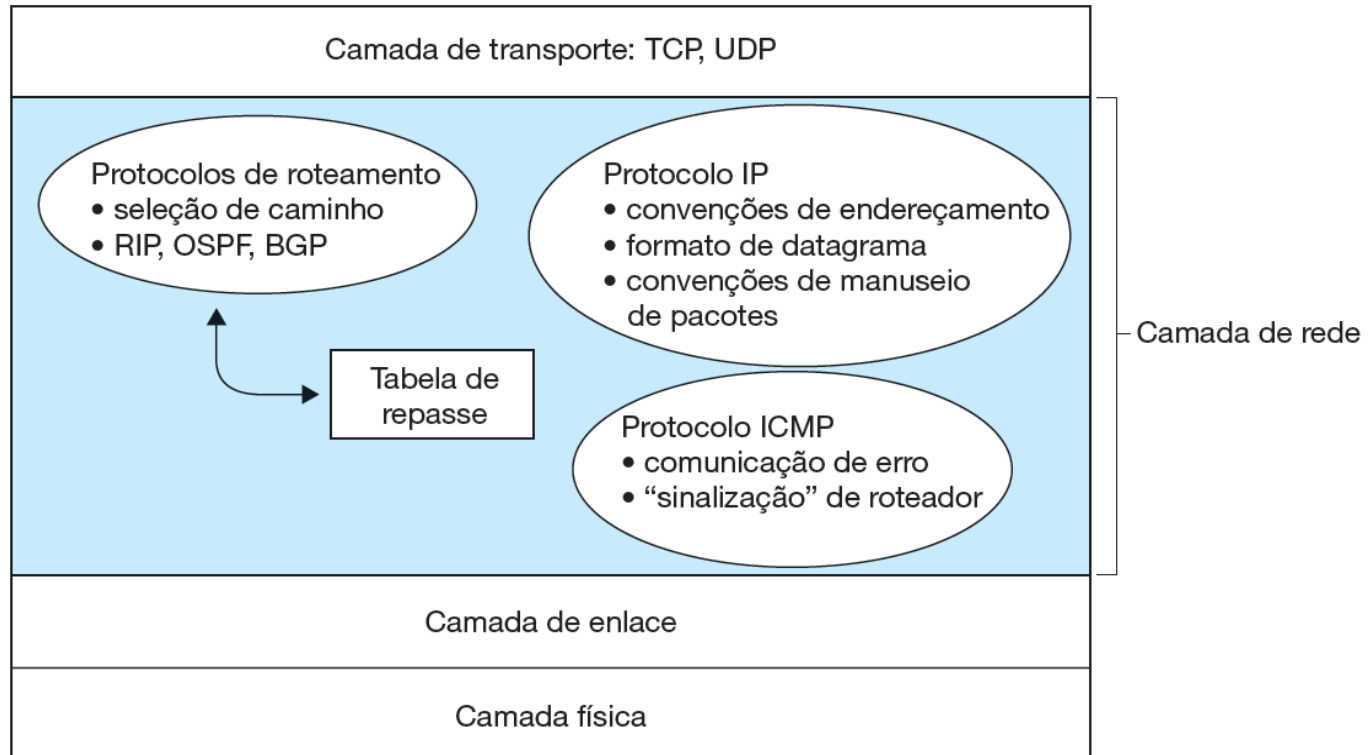 Camada de transporte: TCP, UDP
Protocolos de roteamento
• seleção de caminho
• RIP, OSPF, BGP
Protocolo IP
• convenções de endereçamento
• formato de datagrama
• convenções de manuseio
de pacotes
Tabela de
repasse
Protocolo ICMP
• comunicação de erro
• “sinalização” de roteador
Camada de rede
Camada de enlace
Camada física